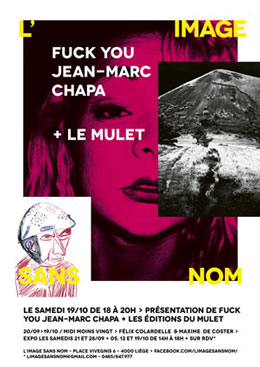 L' IMAGE
FUCK YOU
JEAN-MARC
CHAPA
+ LE MULET
SANS NOM
LE SAMEDI 19/10 DE 18 À 20H > PRÉSENTATION DE FUCK
YOU JEAN-MARC CHAPA + LES ÉDITIONS DU MULET
20/09 > 19/10 / MIDI MOINS VINGT > FÉLIX COLARDELLE & MAXIME DE COSTER >
EXPO LES SAMEDIS 21 ET 28/09 + 05, 12 ET 19/10 DE 14H À 18H + SUR RDV*
L'IMAGE SANS NOM - PLACE VIVEGNIS 6 - 4000 LIÈGE > FACEBOOK.COM/LIMAGESANSNOM/
* LIMAGESANSNOM@GMAIL.COM - 0485/647977